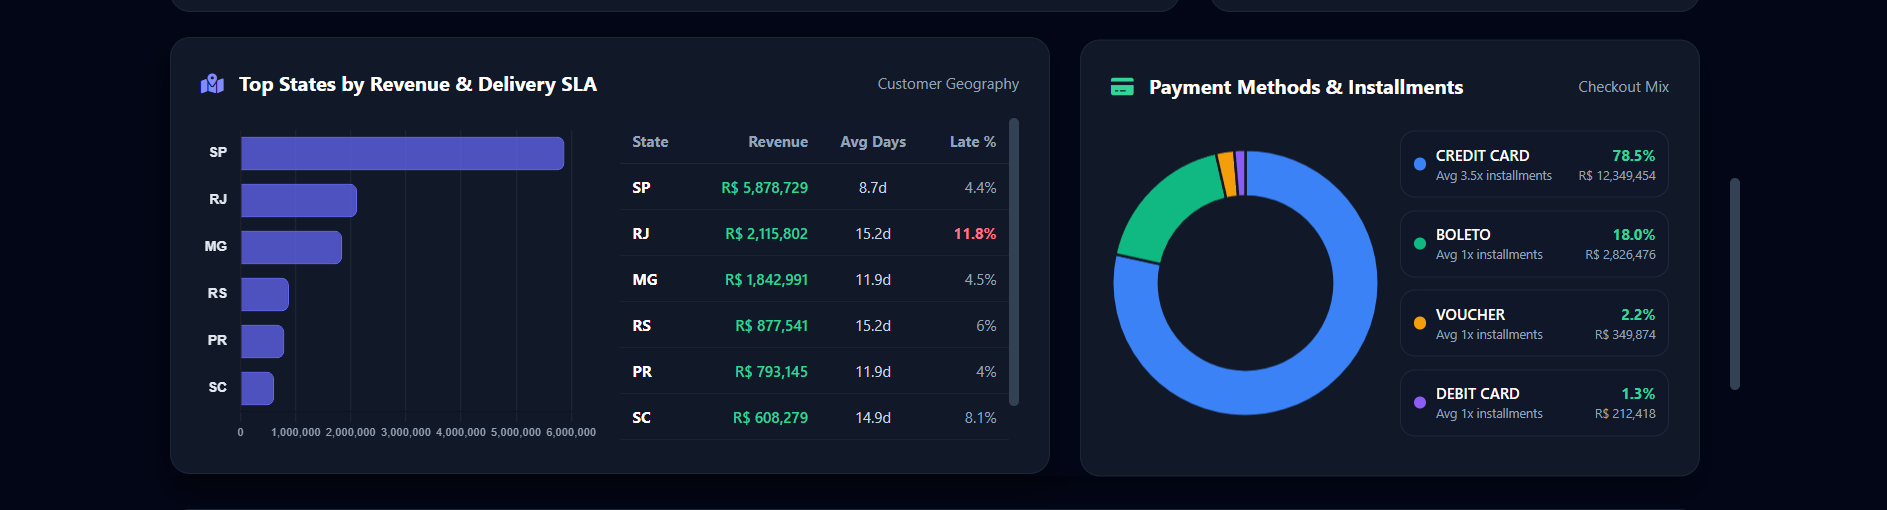 Top States by Revenue & Delivery SLA
Customer Geography
SP
RJ
MG
RS
PR
SC
0 1,000,000 2,000,000 3,000,000 4,000,000 5,000,000 6,000,000
State Revenue Avg Days Late %
SP R$ 5,878,729 8.7d 4.4%
RJ R$ 2,115,802 15.2d 11.8%
MG R$ 1,842,991 11.9d 4.5%
RS R$ 877,541 15.2d 6%
PR R$ 793,145 11.9d 4%
SC R$ 608,279 14.9d 8.1%
Payment Methods & Installments
Checkout Mix
CREDIT CARD 78.5%
Avg 3.5x installments R$ 12,349,454
BOLETO 18.0%
Avg 1x installments R$ 2,826,476
VOUCHER 2.2%
Avg 1x installments R$ 349,874
DEBIT CARD 1.3%
Avg 1x installments R$ 212,418